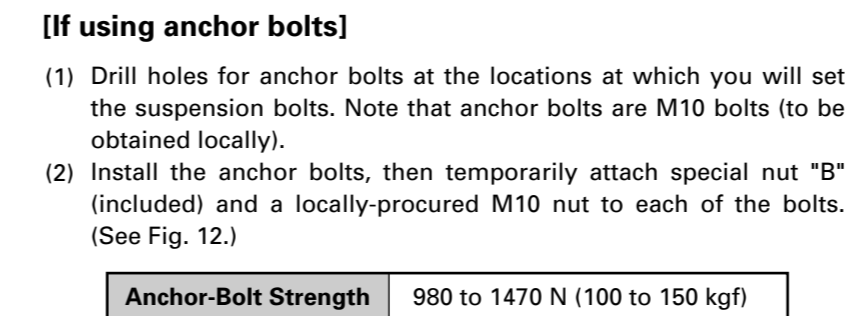 [If using anchor bolts]
(1) Drill holes for anchor bolts at the locations at which you will set
the suspension bolts. Note that anchor bolts are M10 bolts (to be
obtained locally).
(2) Install the anchor bolts, then temporarily attach special nut "B"
(included) and a locally-procured M10 nut to each of the bolts.
(See Fig. 12.)
Anchor-Bolt Strength 980 to 1470 N (100 to 150 kgf)